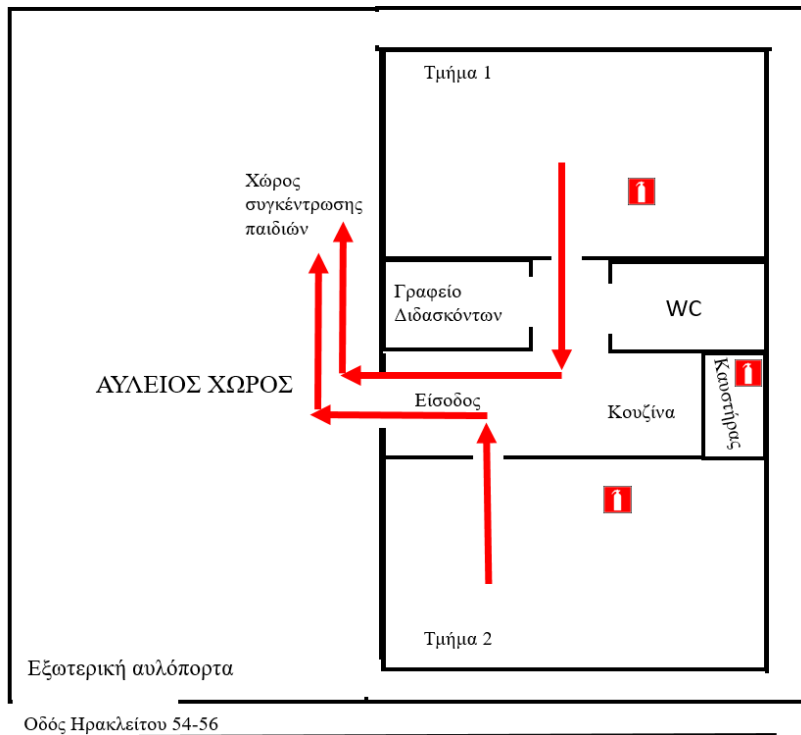 Τμήμα 1
Χώρος
συγκέντρωσης
παιδιών
Γραφείο
Διδασκόντων
WC
ΑΥΛΕΙΟΣ ΧΩΡΟΣ
Είσοδος
Κουζίνα
Καυστήρας
Τμήμα 2
Εξωτερική αυλόπορτα
Οδός Ηρακλείτου 54-56